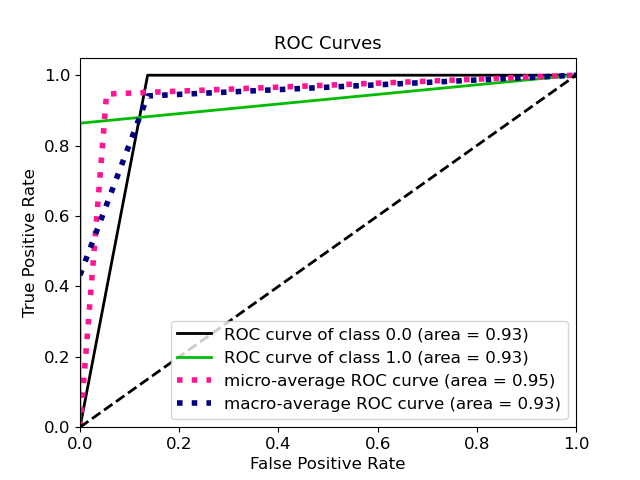 ROC Curves
True Positive Rate
1.0
0.8
0.6
0.4
0.2
0.0
ROC curve of class 0.0 (area = 0.93)
ROC curve of class 1.0 (area = 0.93)
micro-average ROC curve (area = 0.95)
macro-average ROC curve (area = 0.93)
0.0 0.2 0.4 0.6 0.8 1.0
False Positive Rate